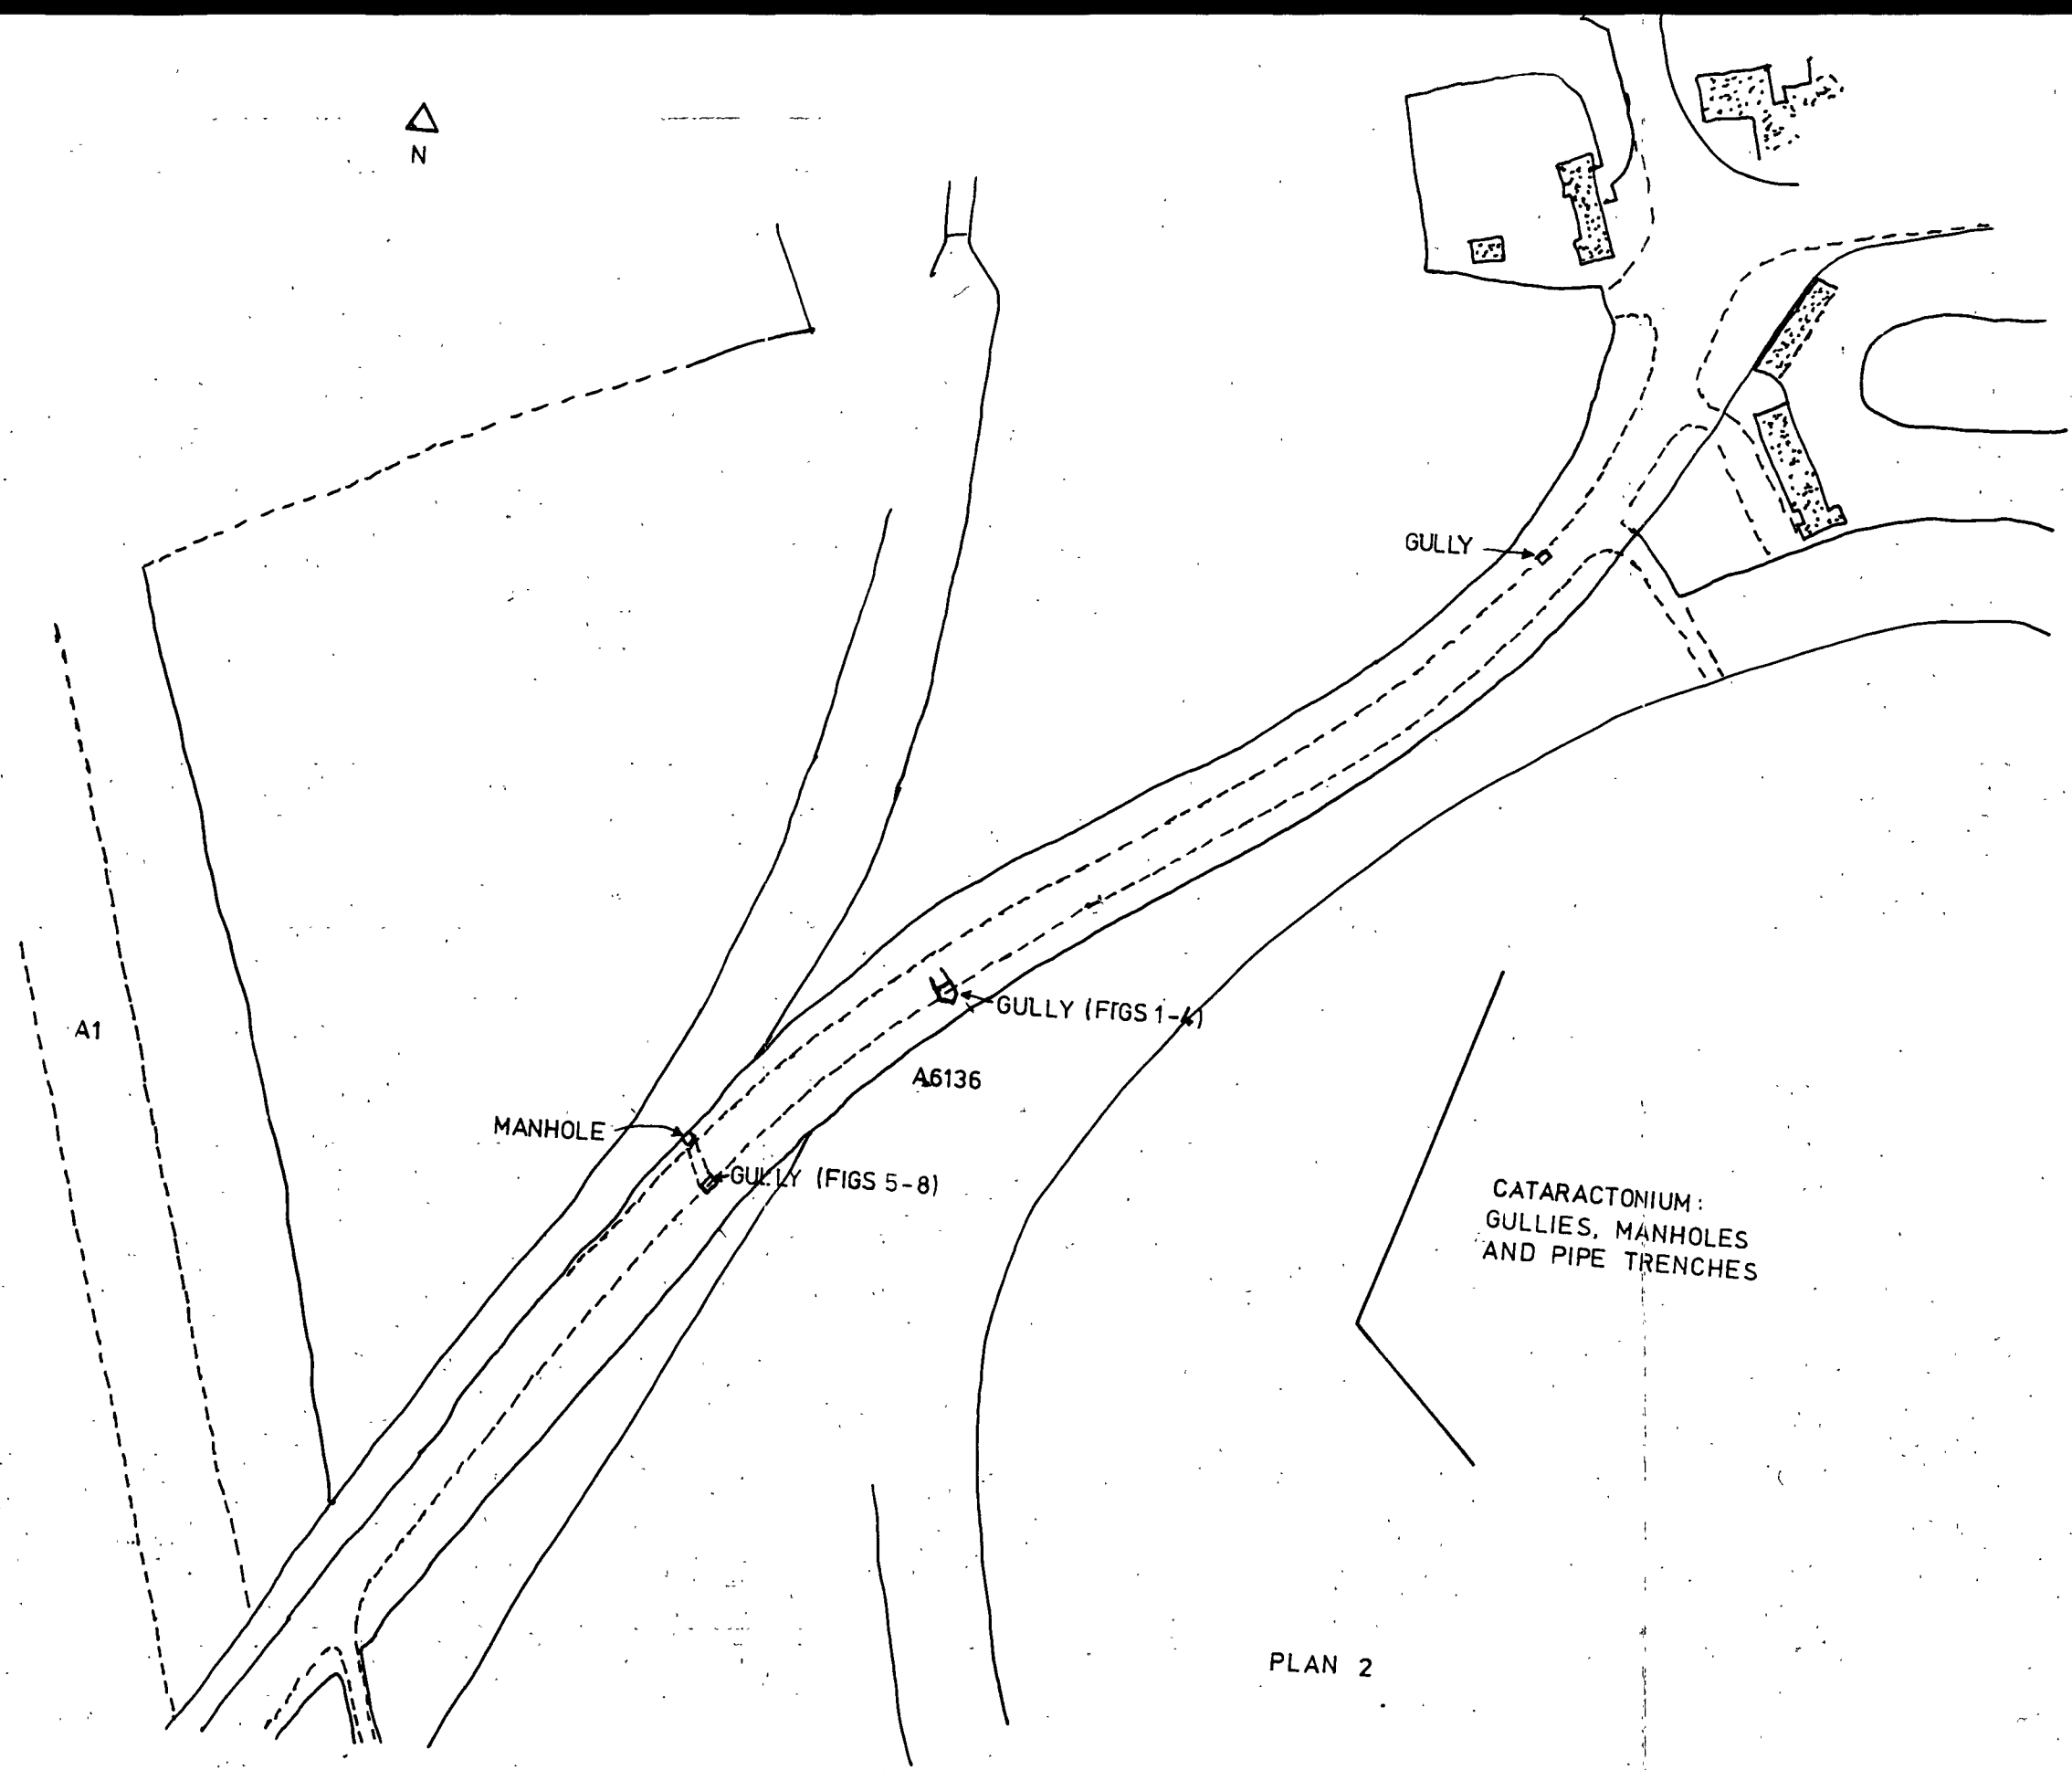 N
GULLY
A1
GULLY (FIGS 1-4)
A6136
MANHOLE
GULLY (FIGS 5-8)
CATARACTONIUM:
GULLIES, MANHOLES
AND PIPE TRENCHES
PLAN 2